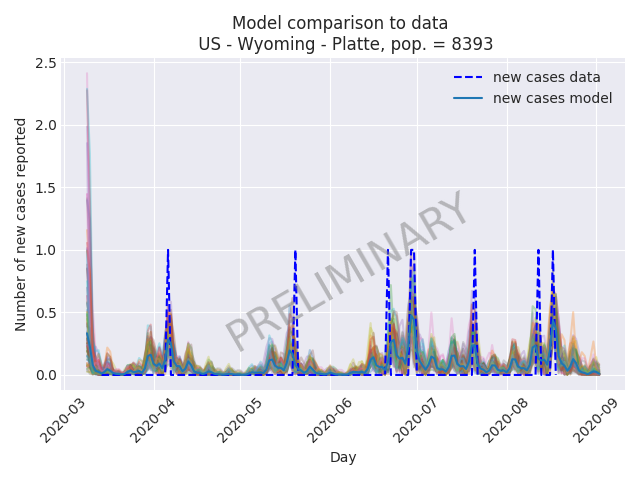 Model comparison to data
US - Wyoming - Platte, pop. = 8393
new cases data
new cases model
PRELIMINARY
Number of new cases reported
2.5
2.0
1.5
1.0
0.5
0.0
2020-03
2020-04
2020-05
2020-06
2020-07
2020-08
2020-09
Day